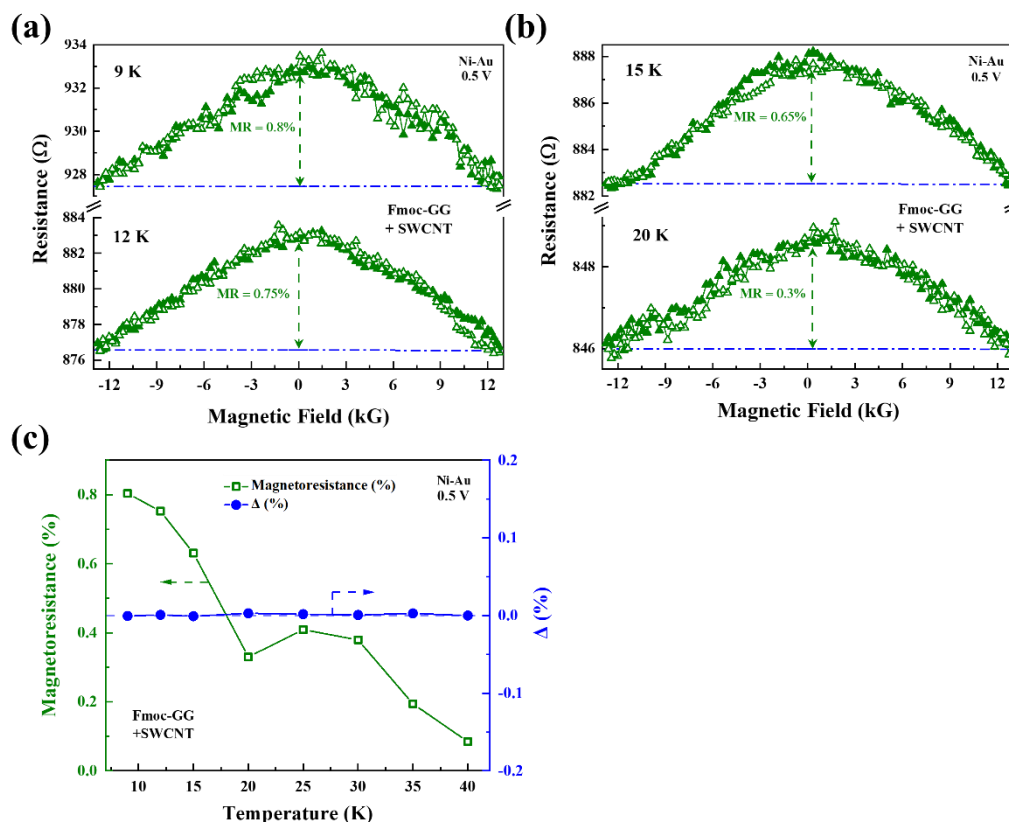 (a)
934
9 K
Ni-Au
0.5 V
932
MR = 0.8%
930
928
Resistance (Ω)
Fmoc-GG
+ SWCNT
884
12 K
882
880
MR = 0.75%
878
876
-12 -9 -6 -3 0 3 6 9 12
Magnetic Field (kG)
(b)
888
15 K
Ni-Au
0.5 V
886
MR = 0.65%
884
882
Resistance (Ω)
Fmoc-GG
+ SWCNT
20 K
848
MR = 0.3%
846
-12 -9 -6 -3 0 3 6 9 12
Magnetic Field (kG)
(c)
0.2
Magnetoresistance (%)
Δ (%)
Ni-Au
0.5 V
0.8
0.1
0.6
Magnetoresistance (%)
0.4
0.0
Δ (%)
0.2
-0.1
Fmoc-GG
+SWCNT
0.0
-0.2
10 15 20 25 30 35 40
Temperature (K)